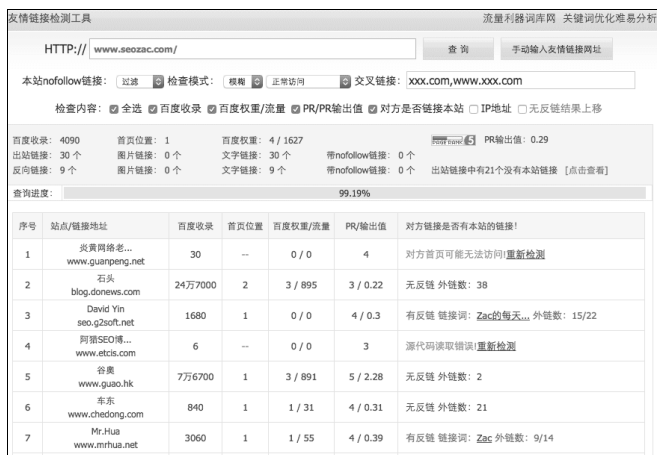 友情链接检测工具 流量利器词库网 关键词优化难易分析
HTTP:// www.seozac.com/ 查 询 手动输入友情链接网址
本站nofollow链接： 过滤 检查模式： 模糊 正常访问 交叉链接： xxx.com,www.xxx.com
检查内容： 全选 百度收录 百度权重/流量 PR/PR输出值 对方是否链接本站 IP地址 无反链结果上移
百度收录： 4090 首页位置： 1 百度权重： 4 / 1627 PAGE RANK 5 PR输出值： 0.29
出站链接： 30 个 图片链接： 0 个 文字链接： 30 个 带nofollow链接： 0 个
反向链接： 9 个 图片链接： 0 个 文字链接： 9 个 带nofollow链接： 0 个 出站链接中有21个没有本站链接 [点击查看]
查询进度： 99.19%
序号 站点/链接地址 百度收录 首页位置 百度权重/流量 PR/输出值 对方链接是否有本站的链接!
1 炎黄网络老... 30 -- 0 / 0 4 对方首页可能无法访问!重新检测
www.guanpeng.net
2 石头 24万7000 2 3 / 895 3 / 0.22 无反链 外链数：38
blog.donews.com
3 David Yin 1680 1 0 / 0 4 / 0.3 有反链 链接词：Zac的每天... 外链数：15/22
seo.g2soft.net
4 阿猫SEO博... 6 -- 0 / 0 3 源代码读取错误!重新检测
www.etcis.com
5 谷奥 7万6700 1 3 / 891 5 / 2.28 无反链 外链数：2
www.guao.hk
6 车东 840 1 1 / 31 4 / 0.31 无反链 外链数：21
www.chedong.com
7 Mr.Hua 3060 1 1 / 55 4 / 0.39 有反链 链接词：Zac 外链数：9/14
www.mrhua.net